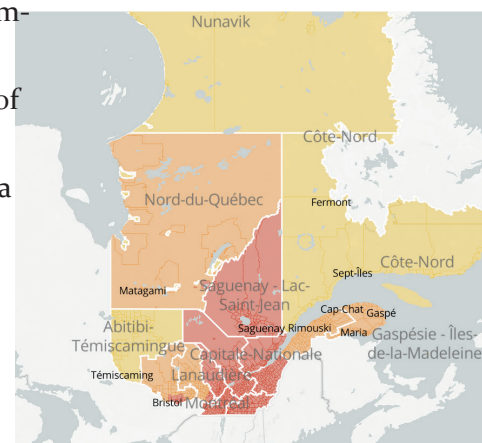 m-
of
a
Nunavik
Côte-Nord
Nord-du-Québec
Fermont
Côte-Nord
Sept-Îles
Matagami
Saguenay - Lac-
Saint-Jean
Cap-Chat
Gaspé
Abitibi-
Témiscamingue
Saguenay
Rimouski
Maria
Gaspésie - Îles-
de-la-Madeleine
Capitale-Nationale
Témiscaming
Lanaudière
Bristol
Montréal